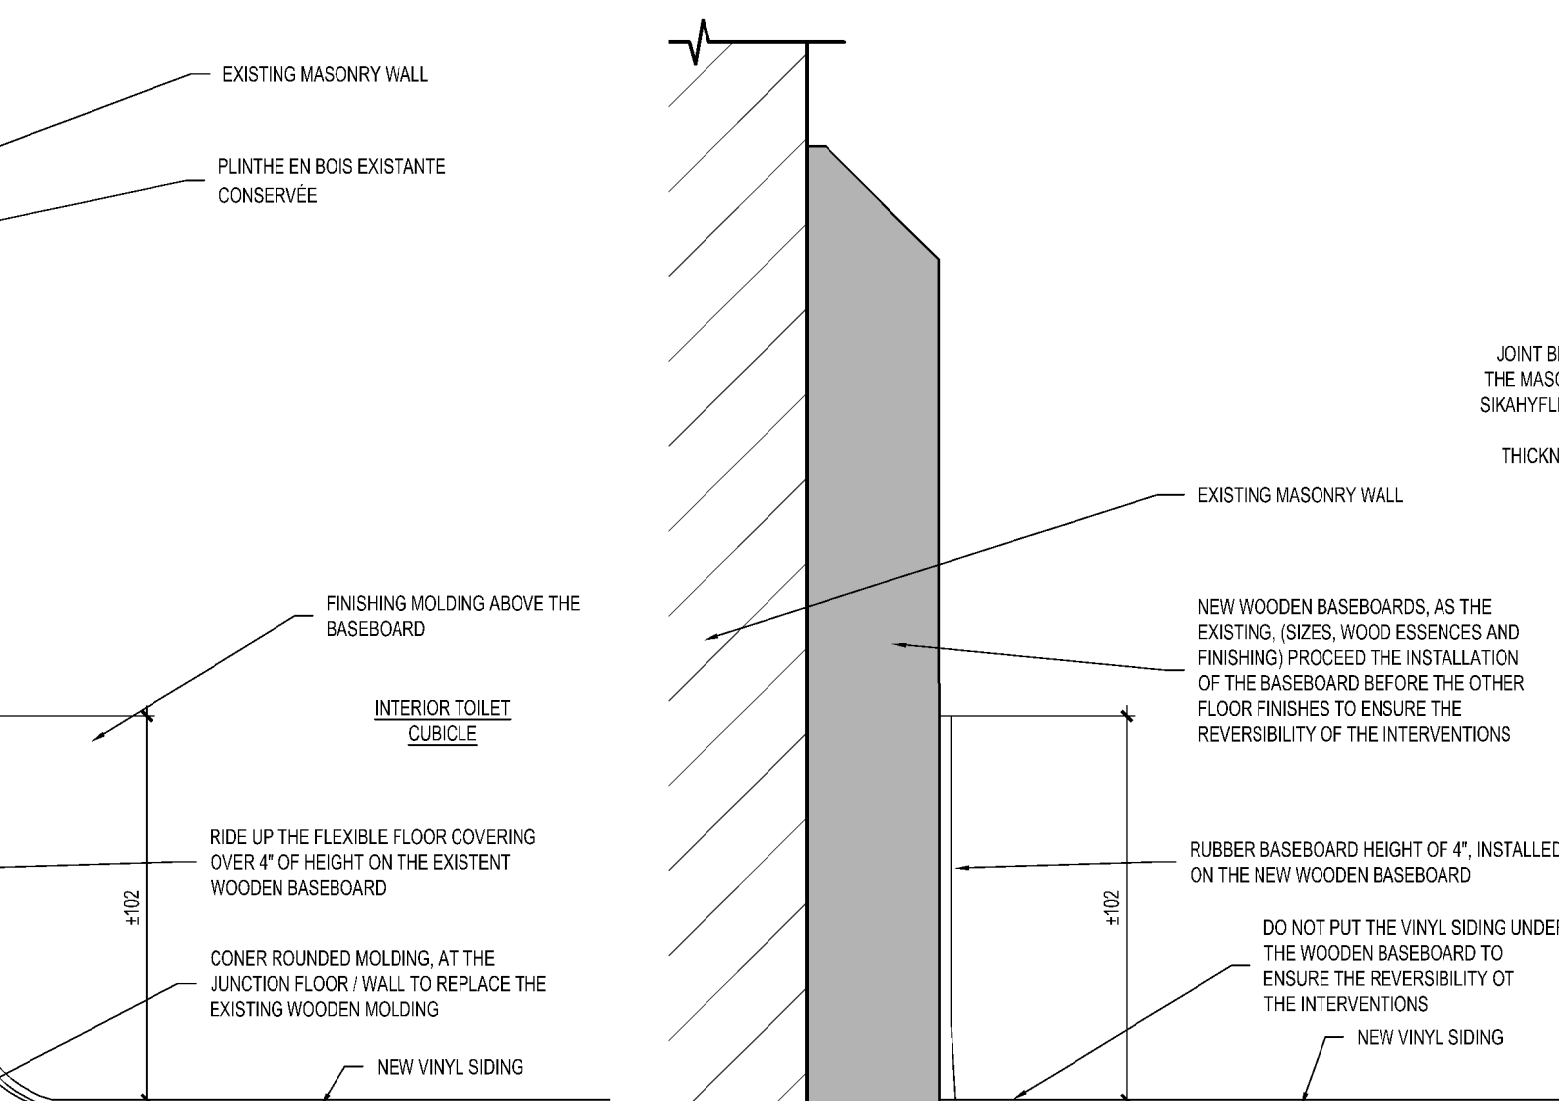 EXISTING MASONRY WALL
PLINTHE EN BOIS EXISTANTE
CONSERVÉE
FINISHING MOLDING ABOVE THE
BASEBOARD
INTERIOR TOILET
CUBICLE
RIDE UP THE FLEXIBLE FLOOR COVERING
OVER 4" OF HEIGHT ON THE EXISTENT
WOODEN BASEBOARD
±102
CONER ROUNDED MOLDING, AT THE
JUNCTION FLOOR / WALL TO REPLACE THE
EXISTING WOODEN MOLDING
NEW VINYL SIDING
JOINT
THE
THICKN
EXISTING MASONRY WALL
NEW WOODEN BASEBOARDS, AS THE
EXISTING, (SIZES, WOOD ESSENCES AND
FINISHING) PROCEED THE INSTALLATION
OF THE BASEBOARD BEFORE THE OTHER
FLOOR FINISHES TO ENSURE THE
REVERSIBILITY OF THE INTERVENTIONS
RUBBER BASEBOARD HEIGHT OF 4", INSTALLED
ON THE NEW WOODEN BASEBOARD
±102
DO NOT PUT THE VINYL SIDING UNDER
THE WOODEN BASEBOARD TO
ENSURE THE REVERSIBILITY OT
THE INTERVENTIONS
NEW VINYL SIDING